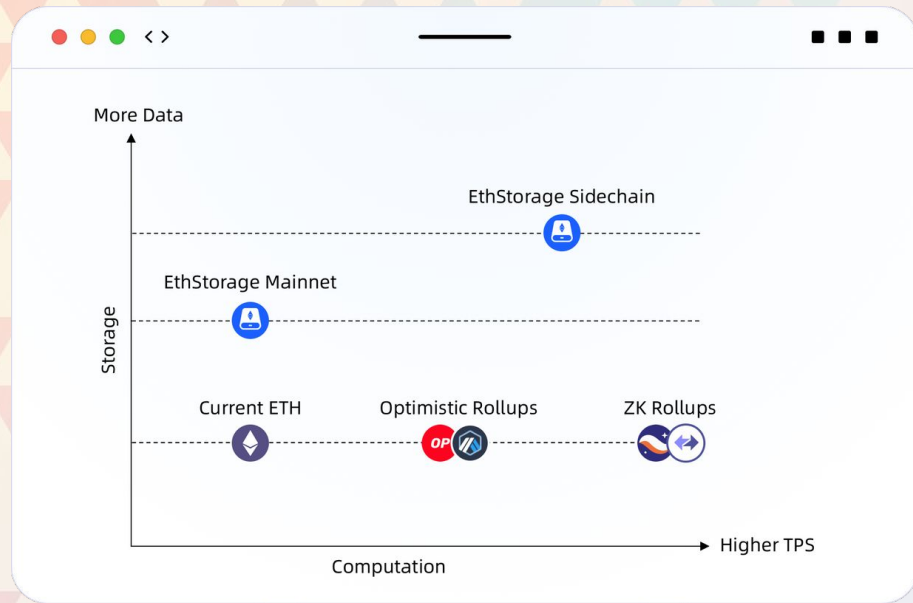 More Data
EthStorage Sidechain
EthStorage Mainnet
Storage
Current ETH
Optimistic Rollups
ZK Rollups
OP
Higher TPS
Computation